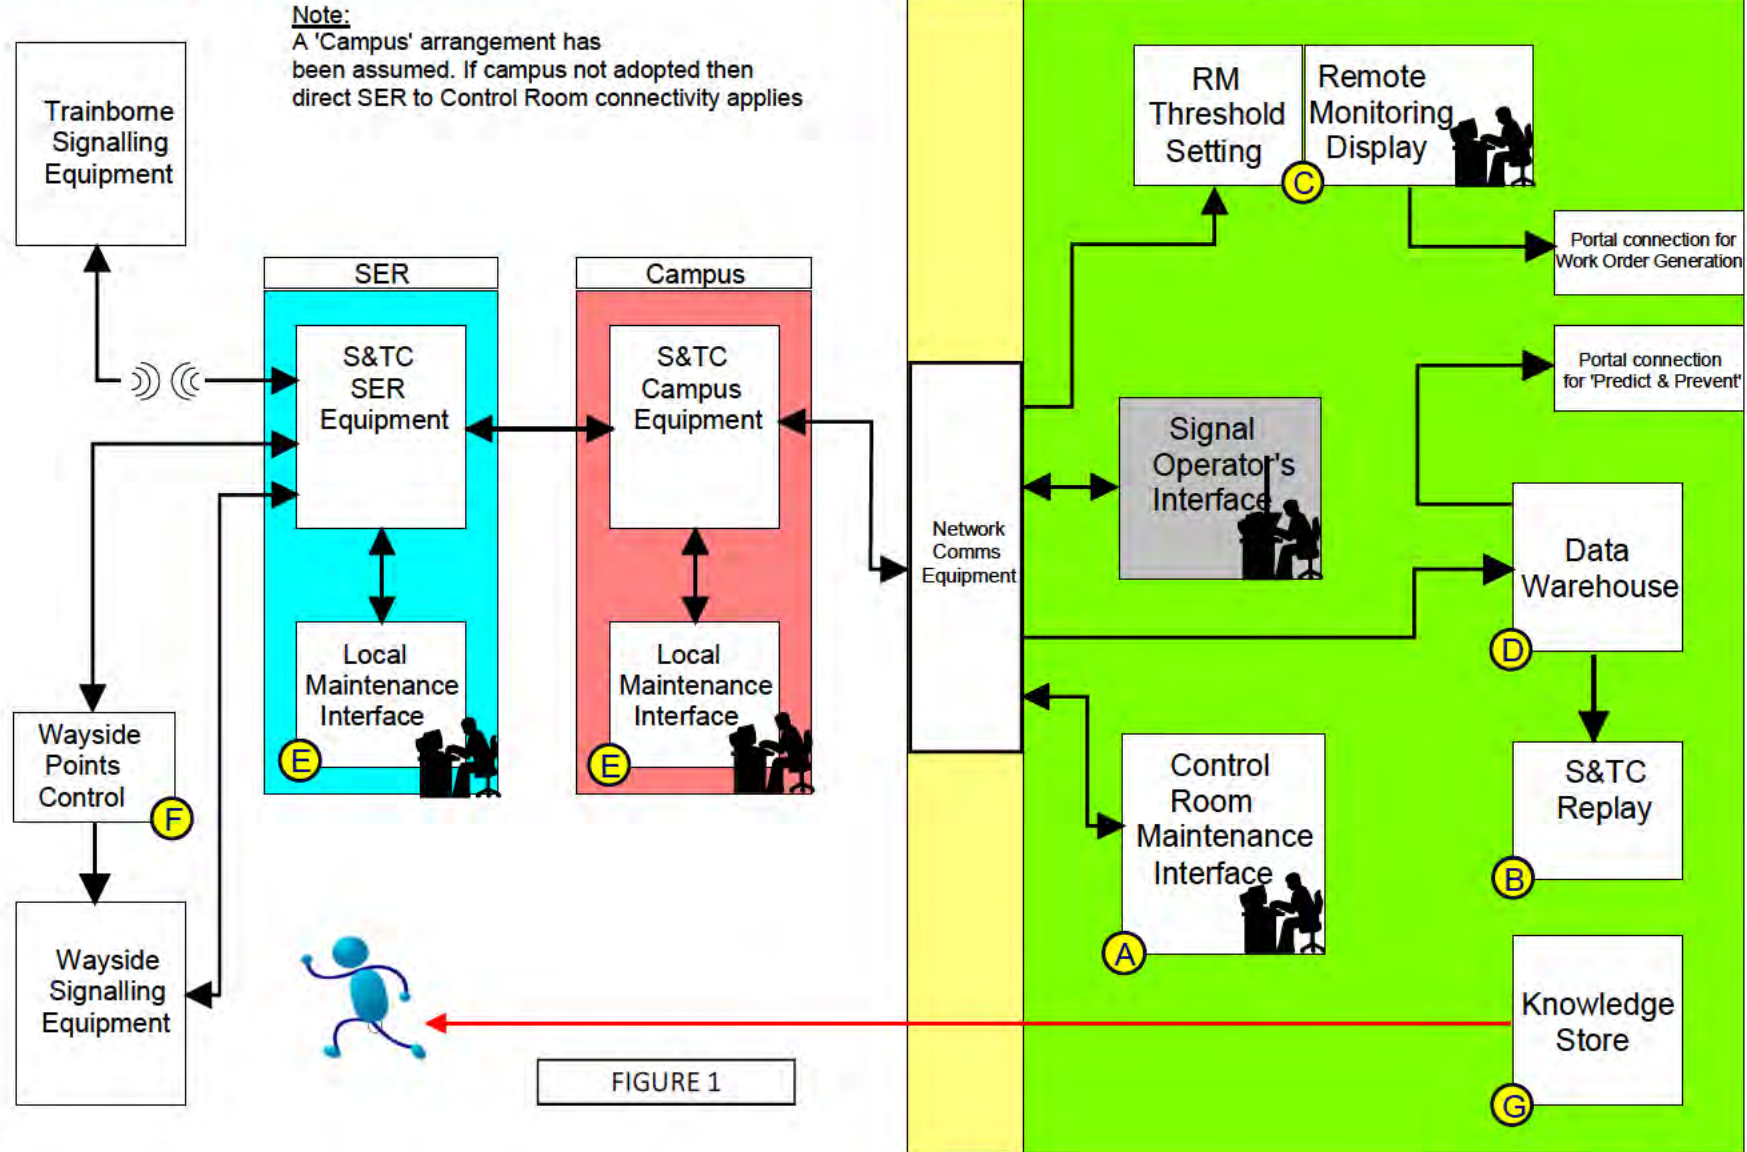 Note:
A 'Campus' arrangement has
been assumed. If campus not adopted then
direct SER to Control Room connectivity applies
Trainborne
Signalling
Equipment
SER
S&TC
SER
Equipment
Local
Maintenance
Interface
E
Campus
S&TC
Campus
Equipment
Local
Maintenance
Interface
E
Wayside
Points
Control
F
Wayside
Signalling
Equipment
FIGURE 1
Network
Comms
Equipment
RM
Threshold
Setting
Remote
Monitoring
Display
C
Portal connection for
Work Order Generation
Portal connection
for 'Predict & Prevent'
Signal
Operator's
Interface
Data
Warehouse
D
Control
Room
Maintenance
Interface
A
S&TC
Replay
B
Knowledge
Store
G